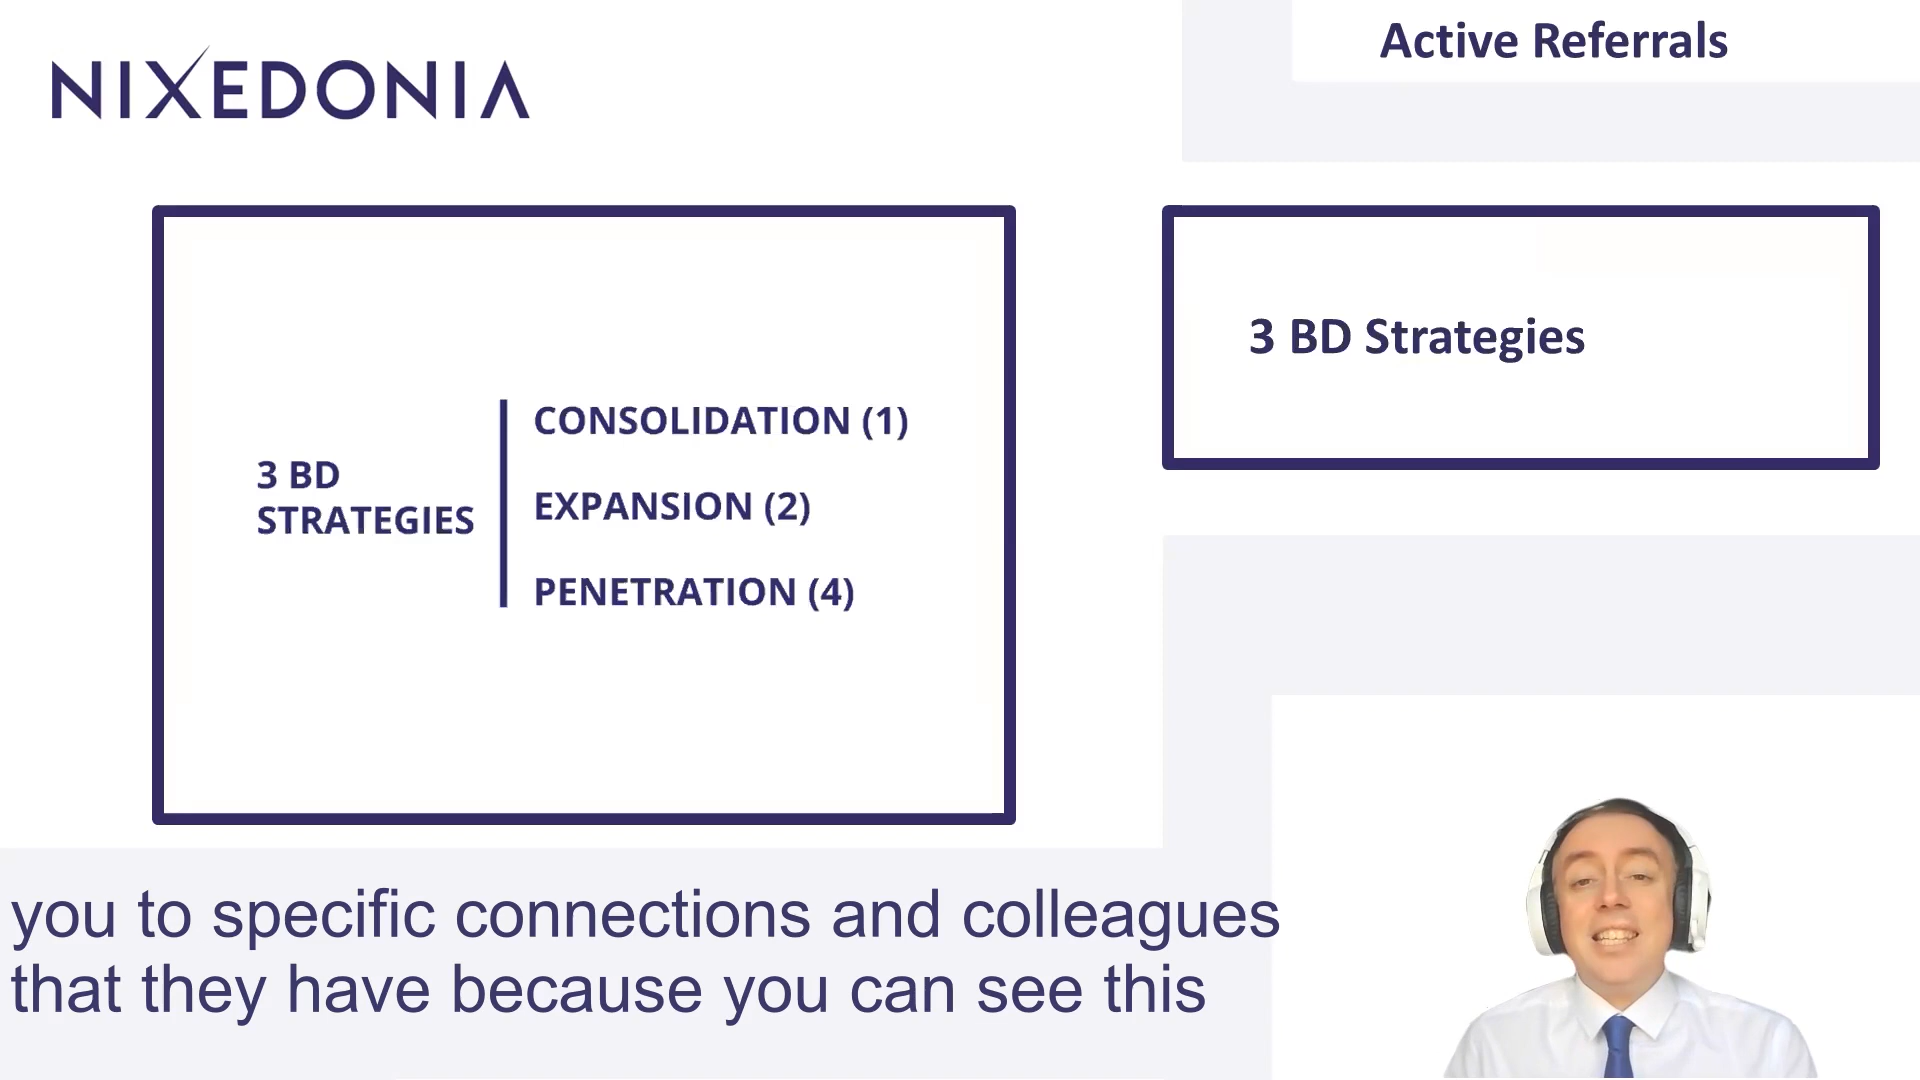 NIXEDONIA
Active Referrals
3 BD
STRATEGIES
CONSOLIDATION (1)
EXPANSION (2)
PENETRATION (4)
3 BD Strategies
you to specific connections and colleagues
that they have because you can see this